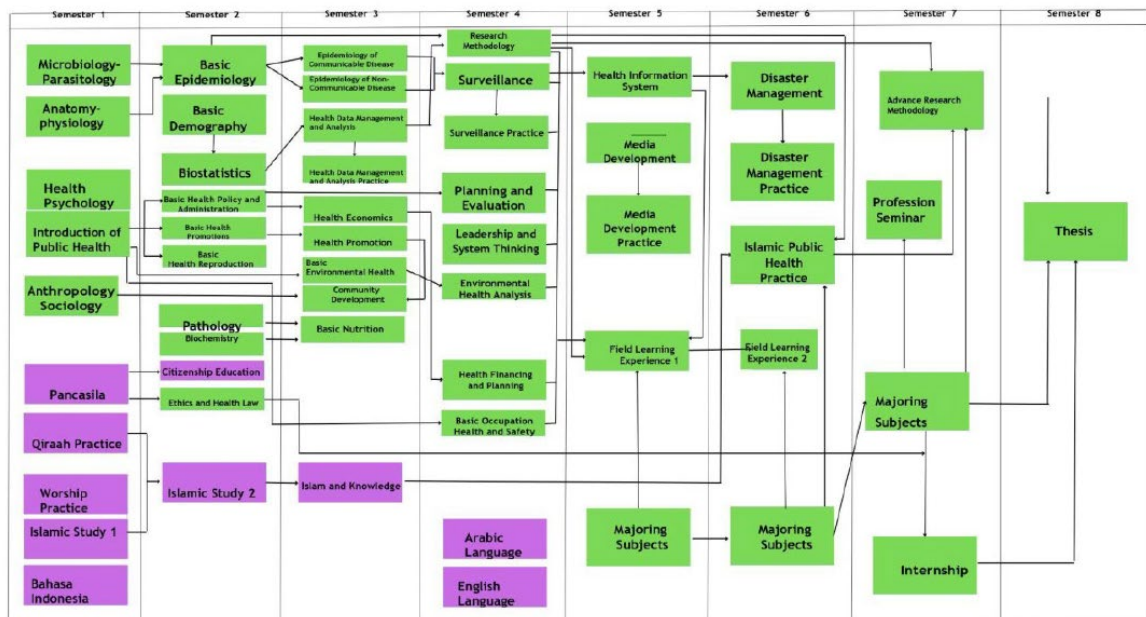 Semester 1
Semester 2
Semester 3
Semester 4
Semester 5
Semester 6
Semester 7
Semester 8
Microbiology-
Parasitology
Anatomy-
physiology
Health
Psychology
Introduction of
Public Health
Anthropology
Sociology
Pancasila
Qiraah Practice
Worship
Practice
Islamic Study 1
Bahasa
Indonesia
Basic
Epidemiology
Basic
Demography
Biostatistics
Basic Health Policy and
Administration
Basic Health
Promotions
Basic
Health Reproduction
Pathology
Biochemistry
Citizenship Education
Ethics and Health Law
Islamic Study 2
Epidemiology of
Communicable Disease
Epidemiology of Non-
Communicable Disease
Health Data Management
and Analysis
Health Data Management
and Analysis Practice
Health Economics
Health Promotion
Basic
Environmental Health
Community
Development
Basic Nutrition
Islam and Knowledge
Research
Methodology
Surveillance
Surveillance Practice
Planning and
Evaluation
Leadership and
System Thinking
Environmental
Health Analysis
Health Financing
and Planning
Basic Occupation
Health and Safety
Arabic
Language
English
Language
Health Information
System
Media
Development
Media
Development
Practice
Field Learning
Experience 1
Majoring
Subjects
Disaster
Management
Disaster
Management
Practice
Islamic Public
Health
Practice
Field Learning
Experience 2
Majoring
Subjects
Advance Research
Methodology
Profession
Seminar
Majoring
Subjects
Internship
Thesis